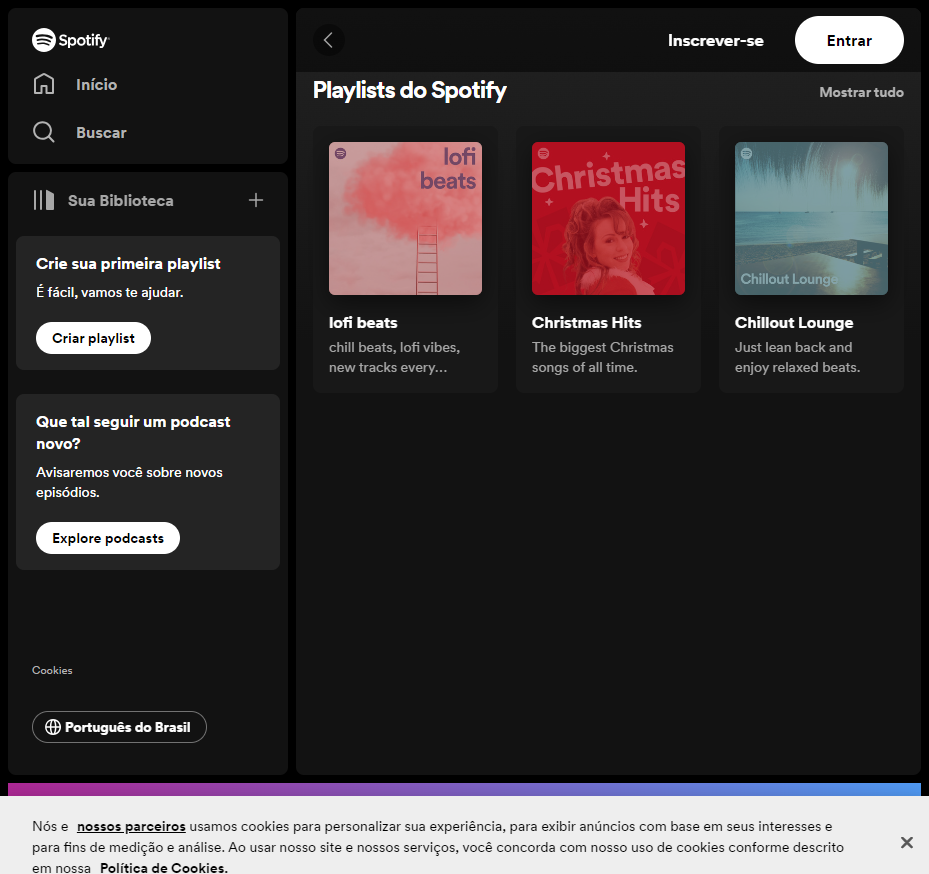 Spotify
Início
Buscar
Sua Biblioteca
Crie sua primeira playlist
É fácil, vamos te ajudar.
Criar playlist
Que tal seguir um podcast
novo?
Avisaremos você sobre novos
episódios.
Explore podcasts
Cookies
Português do Brasil
Inscrever-se
Entrar
Playlists do Spotify
Mostrar tudo
lofi
beats
lofi beats
chill beats, lofi vibes,
new tracks every...
Christmas
Hits
Christmas Hits
The biggest Christmas
songs of all time.
Chillout Lounge
Chillout Lounge
Just lean back and
enjoy relaxed beats.
Nós e nossos parceiros usamos cookies para personalizar sua experiência, para exibir anúncios com base em seus interesses e
para fins de medição e análise. Ao usar nosso site e nossos serviços, você concorda com nosso uso de cookies conforme descrito
em nossa Política de Cookies.